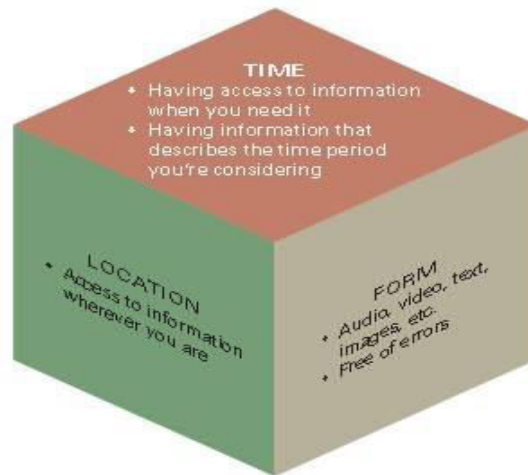 TIME
• Having access to information
when you need it
• Having information that
describes the time period
you're considering
LOCATION
• Access to information
wherever you are
FORM
• Audio, video, text,
images, etc.
• Free of errors